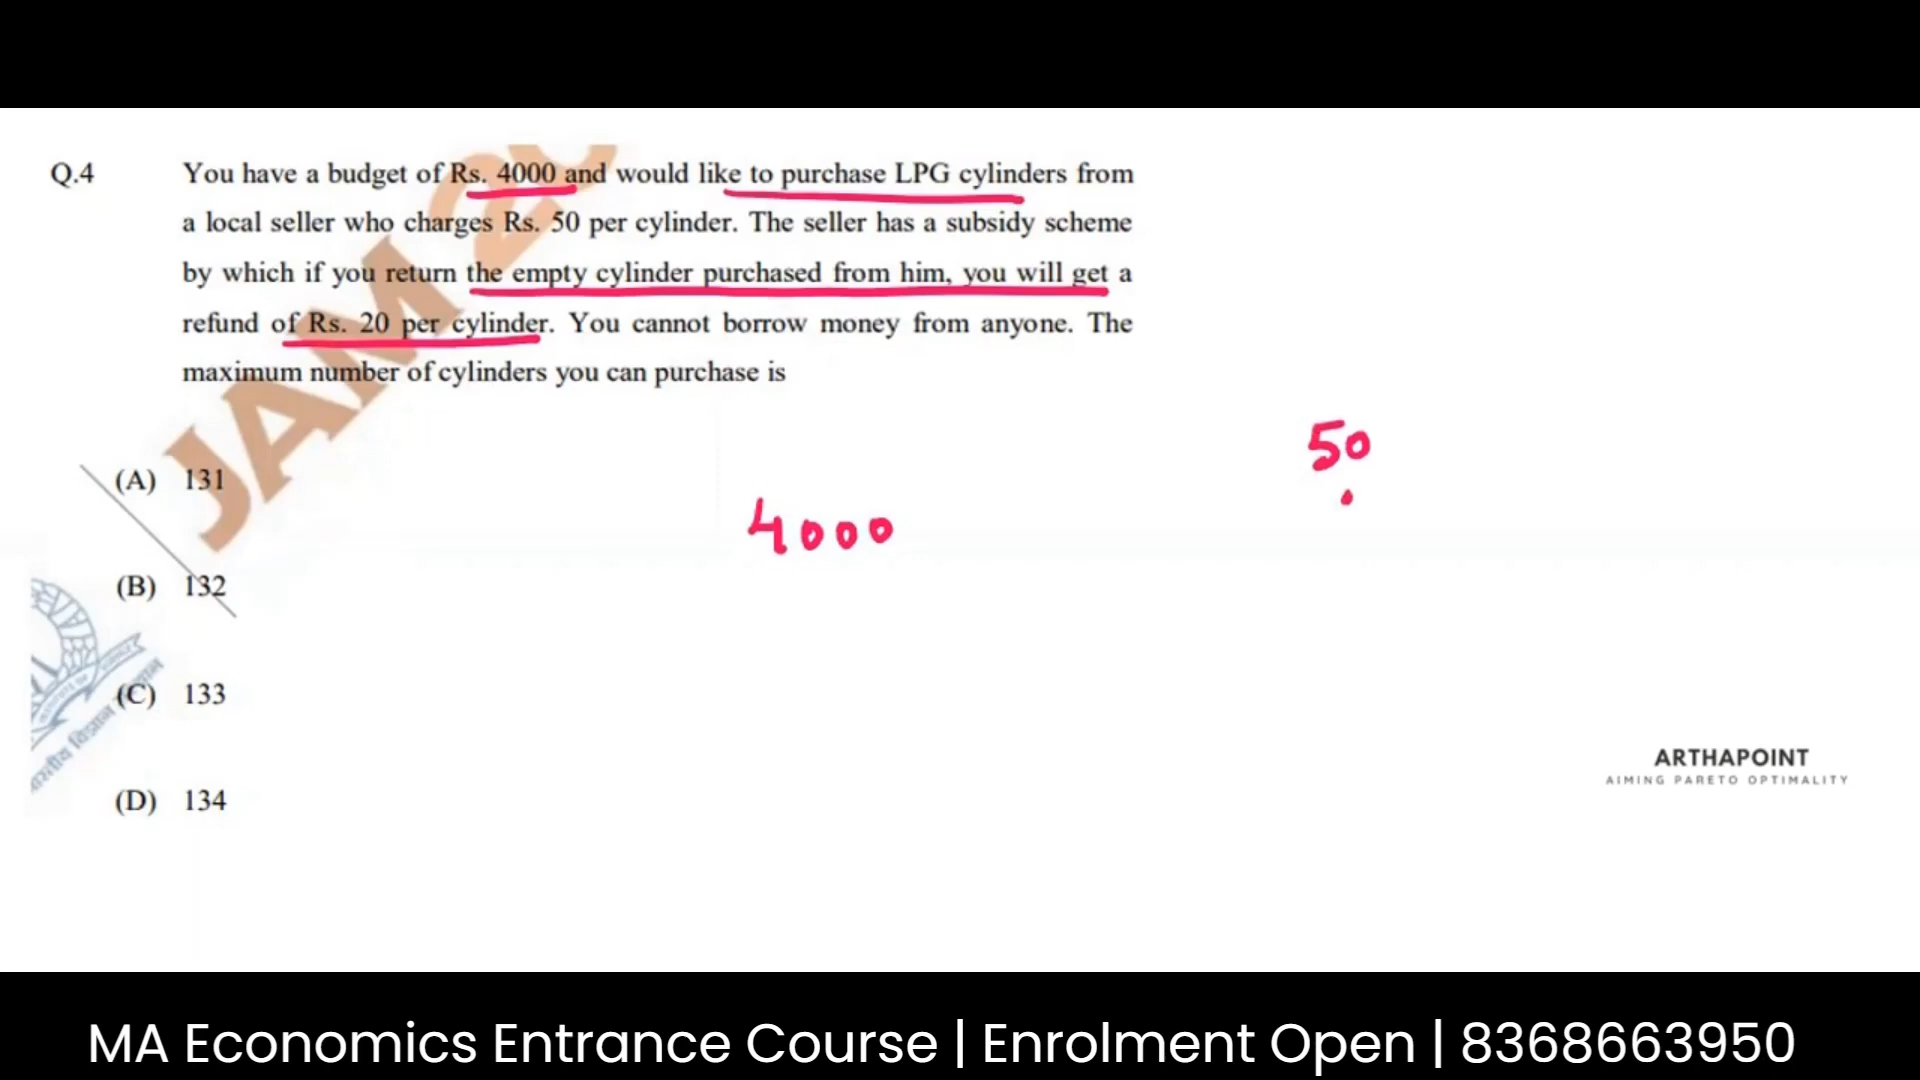 Q.4 You have a budget of Rs. 4000 and would like to purchase LPG cylinders from
a local seller who charges Rs. 50 per cylinder. The seller has a subsidy scheme
by which if you return the empty cylinder purchased from him, you will get a
refund of Rs. 20 per cylinder. You cannot borrow money from anyone. The
maximum number of cylinders you can purchase is
50
(A) 131
4000
(B) 132
(C) 133
(D) 134
JAM 20
ARTHAPOINT
AIMING PARETO OPTIMALITY
MA Economics Entrance Course | Enrolment Open | 8368663950